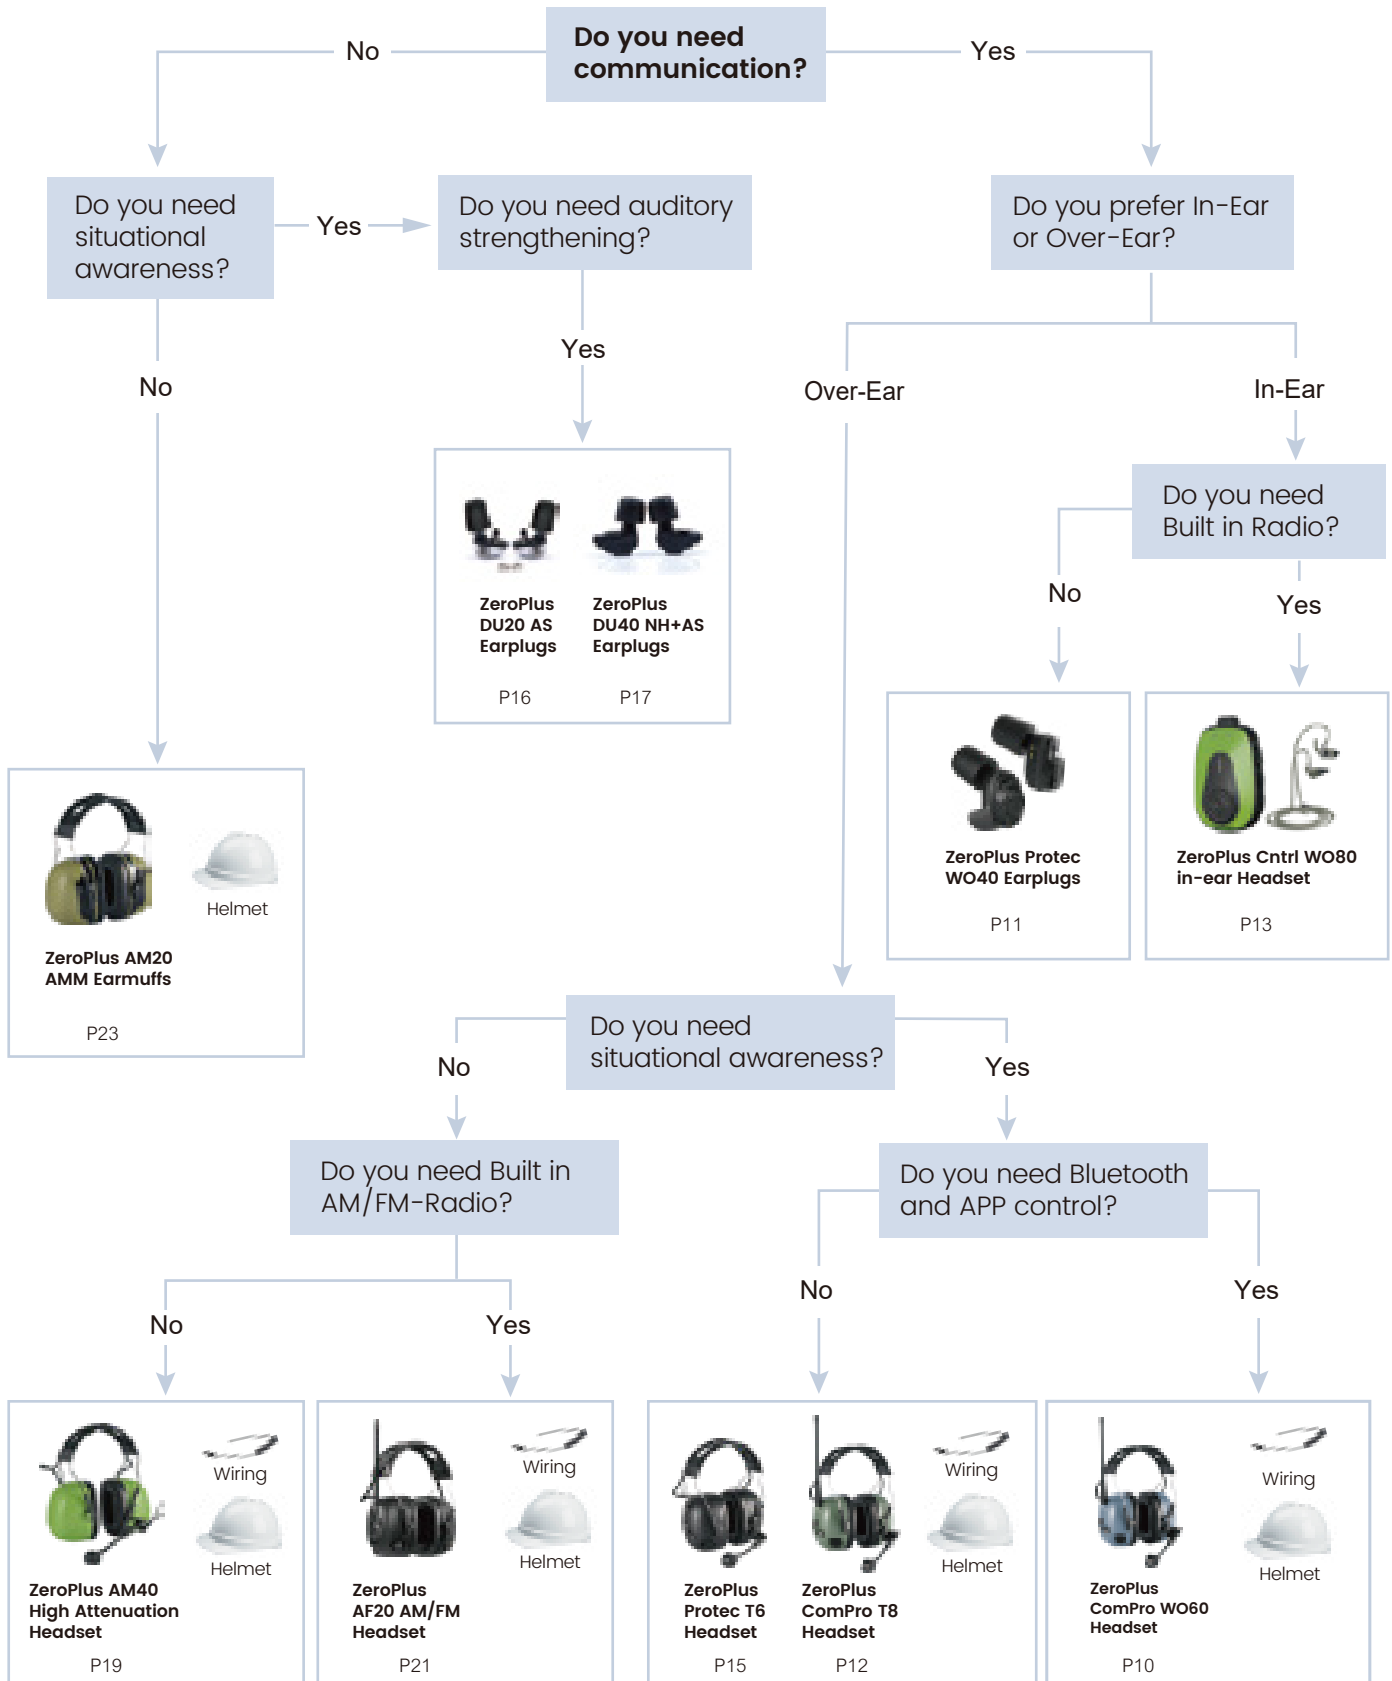 No
Do you need
communication?
Yes
Do you need
situational
awareness?
Yes
Do you need auditory
strengthening?
Do you prefer In-Ear
or Over-Ear?
No
Yes
Over-Ear
In-Ear
Do you need
Built in Radio?
No
Yes
ZeroPlus
DU20 AS
Earplugs
P16
ZeroPlus
DU40 NH+AS
Earplugs
P17
ZeroPlus Protec
WO40 Earplugs
P11
ZeroPlus Cntrl WO80
in-ear Headset
P13
Helmet
ZeroPlus AM20
AMM Earmuffs
P23
Do you need
situational awareness?
No
Yes
Do you need Built in
AM/FM-Radio?
Do you need Bluetooth
and APP control?
No
Yes
No
Yes
Wiring
Helmet
ZeroPlus AM40
High Attenuation
Headset
P19
Wiring
Helmet
ZeroPlus
AF20 AM/FM
Headset
P21
Wiring
Helmet
ZeroPlus
Protec T6
Headset
P15
ZeroPlus
ComPro T8
Headset
P12
Wiring
Helmet
ZeroPlus
ComPro WO60
Headset
P10